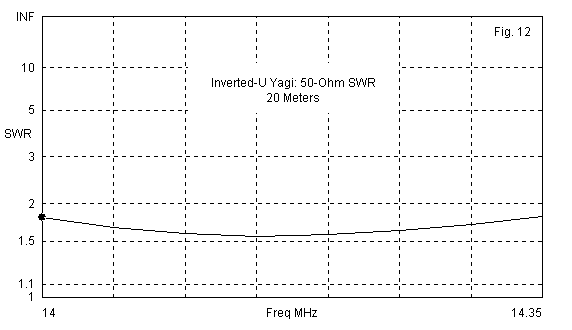 INF
Fig. 12
10
Inverted-U Yagi: 50-Ohm SWR
20 Meters
5
SWR
3
2
1.5
1.1
1
14
Freq MHz
14.35